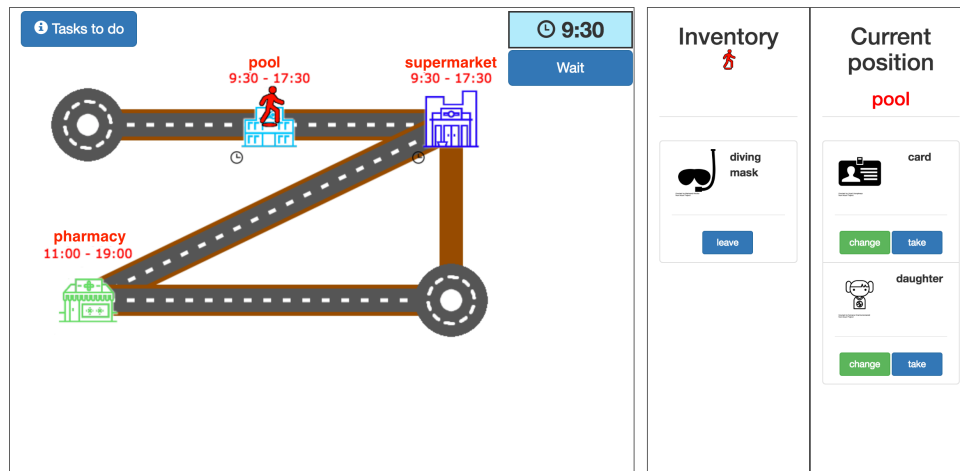 Tasks to do
9:30
Wait
pool
9:30 - 17:30
supermarket
9:30 - 17:30
pharmacy
11:00 - 19:00
Inventory
diving
mask
leave
Current
position
pool
card
change
take
daughter
change
take